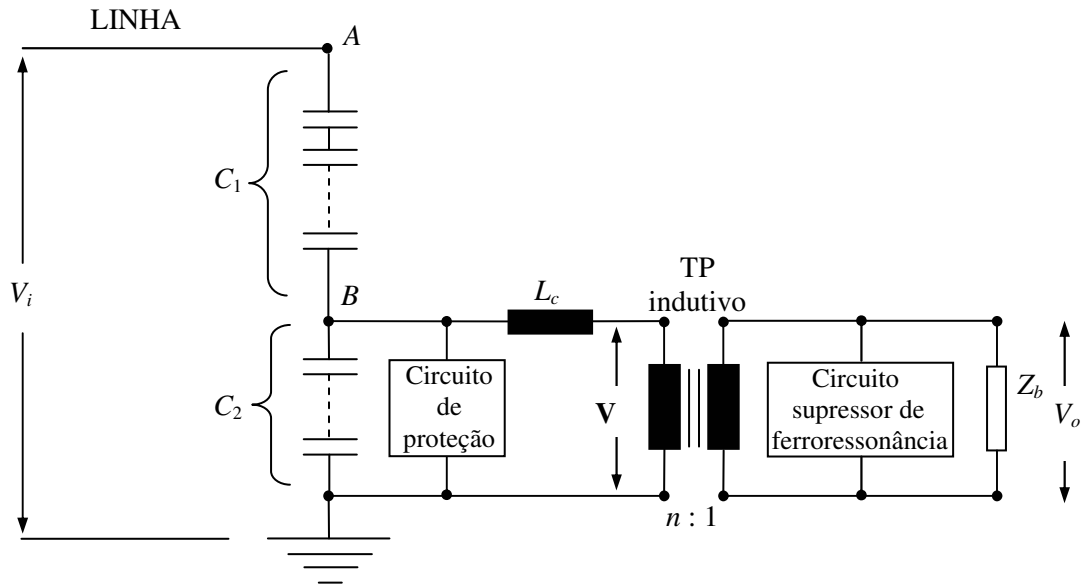 LINHA
A
C1
Vi
B
Lc
TP
indutivo
C2
Circuito
de
proteção
V
Circuito
supressor de
ferroressonância
Zb
Vo
n : 1